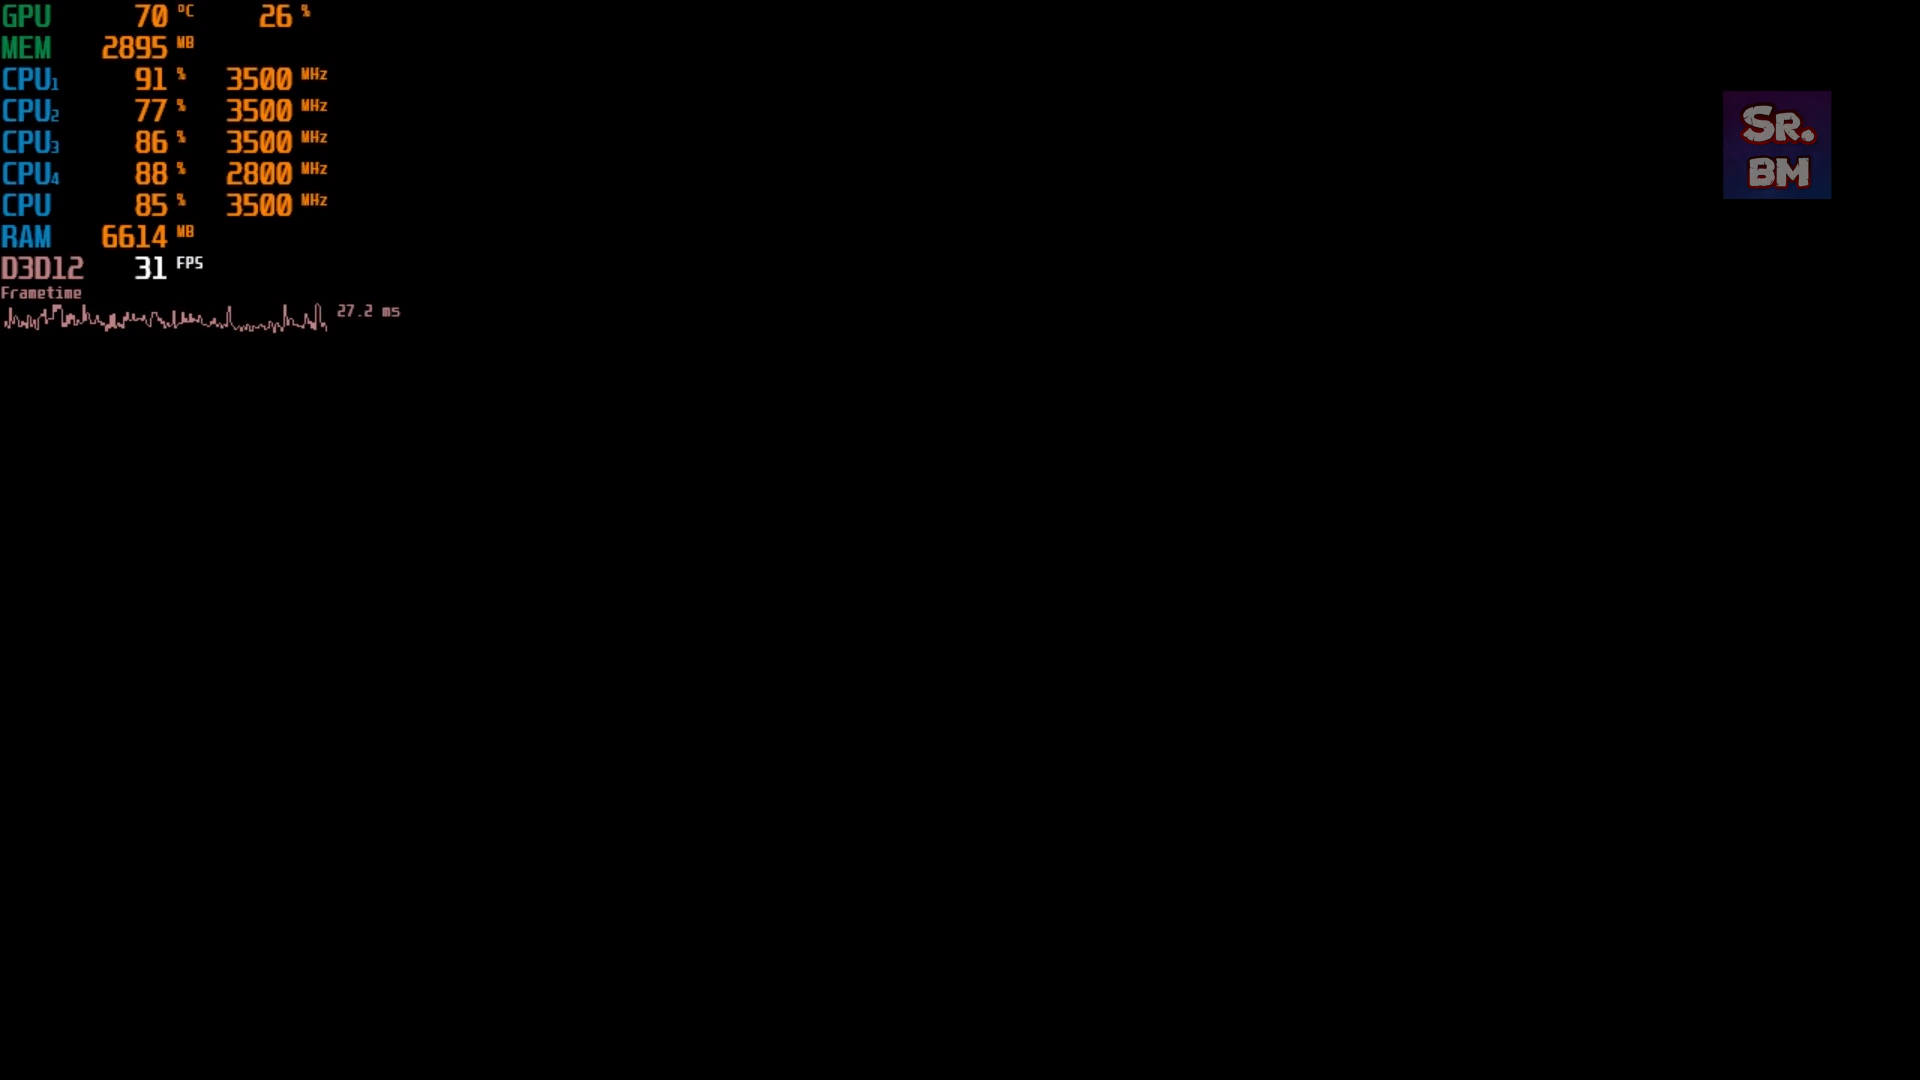 GPU 70 °C 26 %
MEM 2895 MB
CPU1 91 % 3500 MHz
CPU2 77 % 3500 MHz
CPU3 86 % 3500 MHz
CPU4 88 % 2800 MHz
CPU 85 % 3500 MHz
RAM 6614 MB
D3D12 31 FPS
Frametime
27.2 ms
SR.
BM